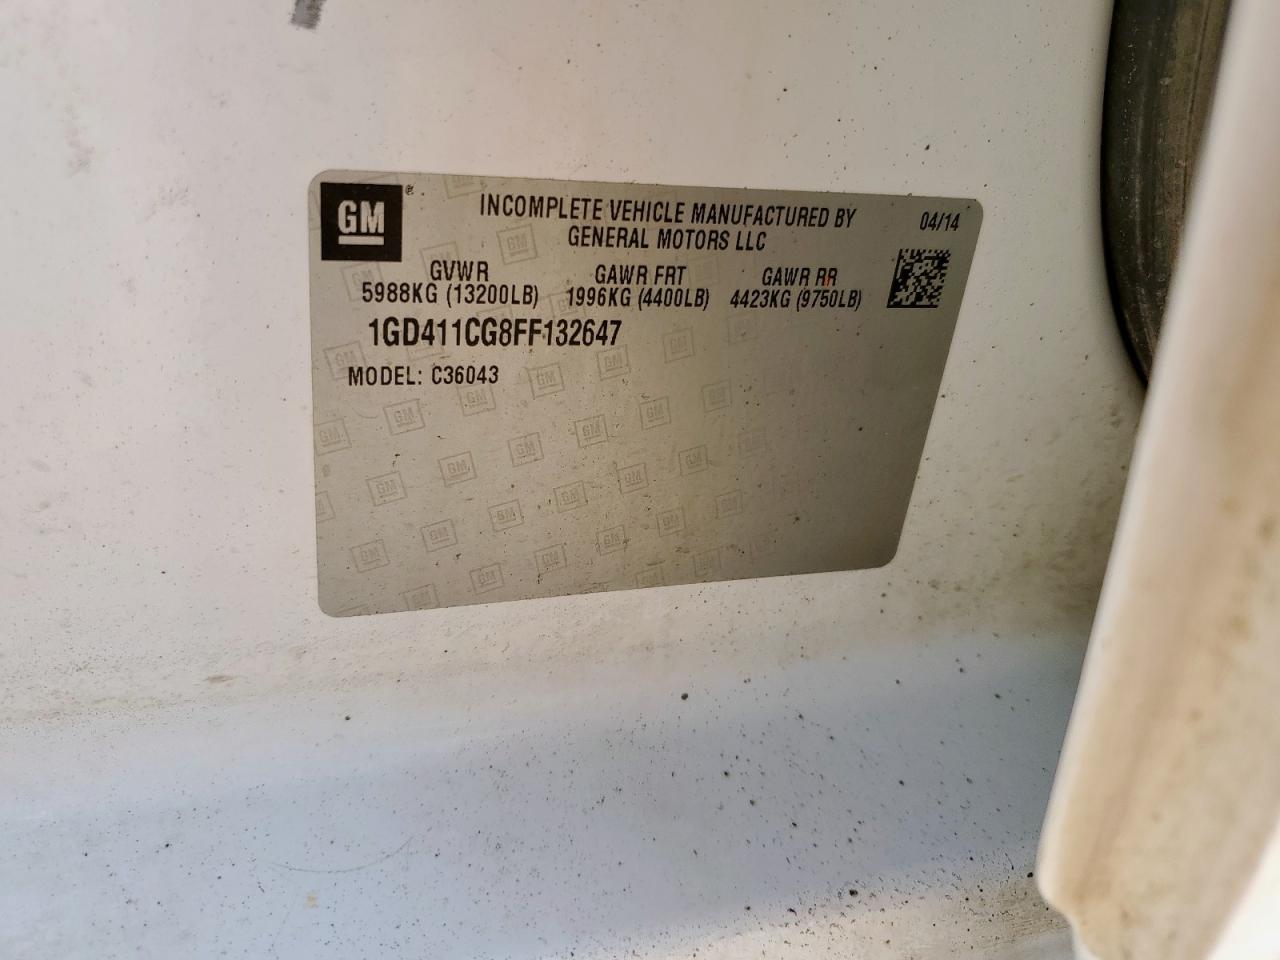 GM ®
INCOMPLETE VEHICLE MANUFACTURED BY
GENERAL MOTORS LLC
04/14
GVWR GAWR FRT GAWR RR
5988KG (13200LB) 1996KG (4400LB) 4423KG (9750LB)
1GD411CG8FF132647
MODEL: C36043